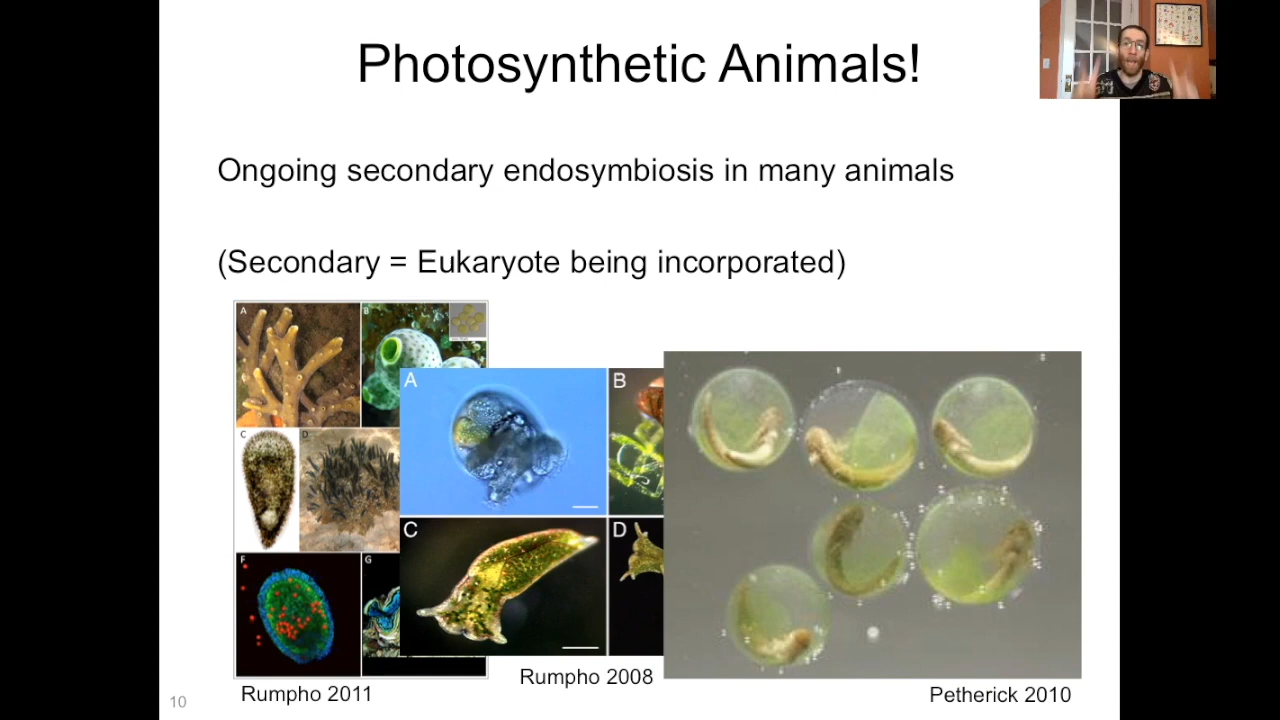 Photosynthetic Animals!
Ongoing secondary endosymbiosis in many animals
(Secondary = Eukaryote being incorporated)
A
B
C
D
F
G
A
B
C
D
Rumpho 2011
Rumpho 2008
Petherick 2010
10